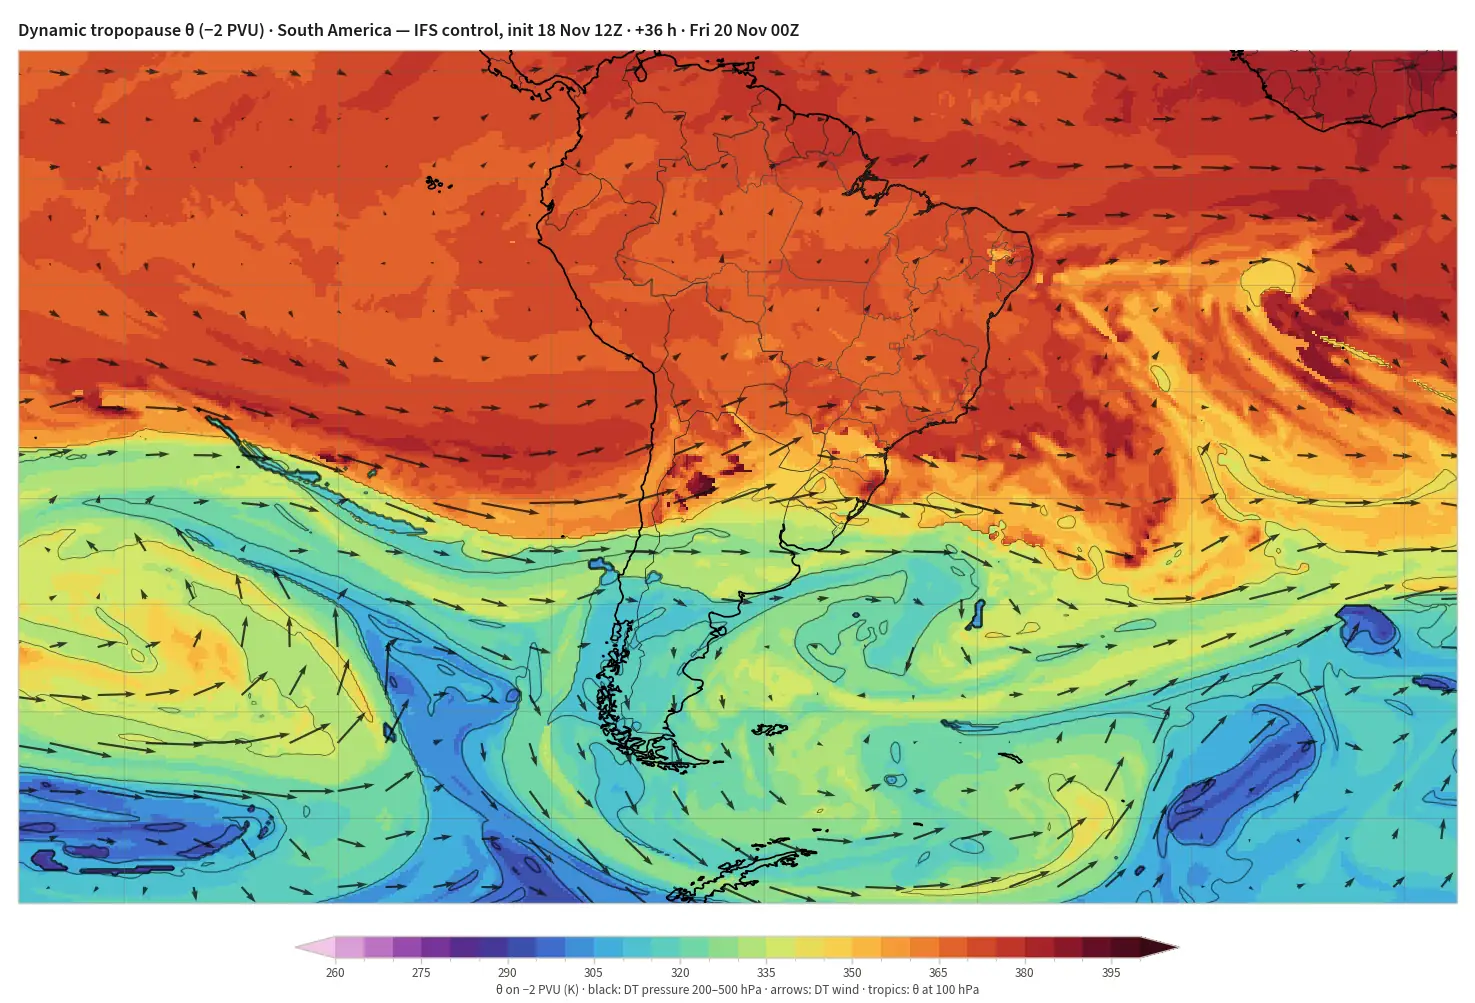 Dynamic tropopause θ (−2 PVU) · South America — IFS control, init 18 Nov 12Z · +36 h · Fri 20 Nov 00Z
260 275 290 305 320 335 350 365 380 395
θ on −2 PVU (K) · black: DT pressure 200–500 hPa · arrows: DT wind · tropics: θ at 100 hPa